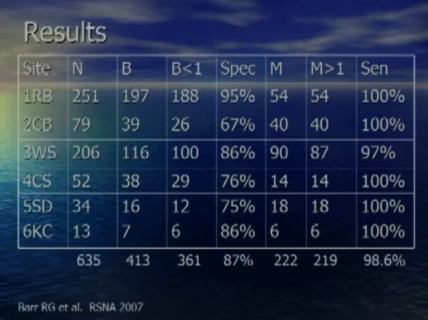 Results
Site N B B<1 Spec M M>1 Sen
1RB 251 197 188 95% 54 54 100%
2CB 79 39 26 67% 40 40 100%
3WS 206 116 100 86% 90 87 97%
4CS 52 38 29 76% 14 14 100%
5SD 34 16 12 75% 18 18 100%
6KC 13 7 6 86% 6 6 100%
635 413 361 87% 222 219 98.6%
Barr RG et al. RSNA 2007